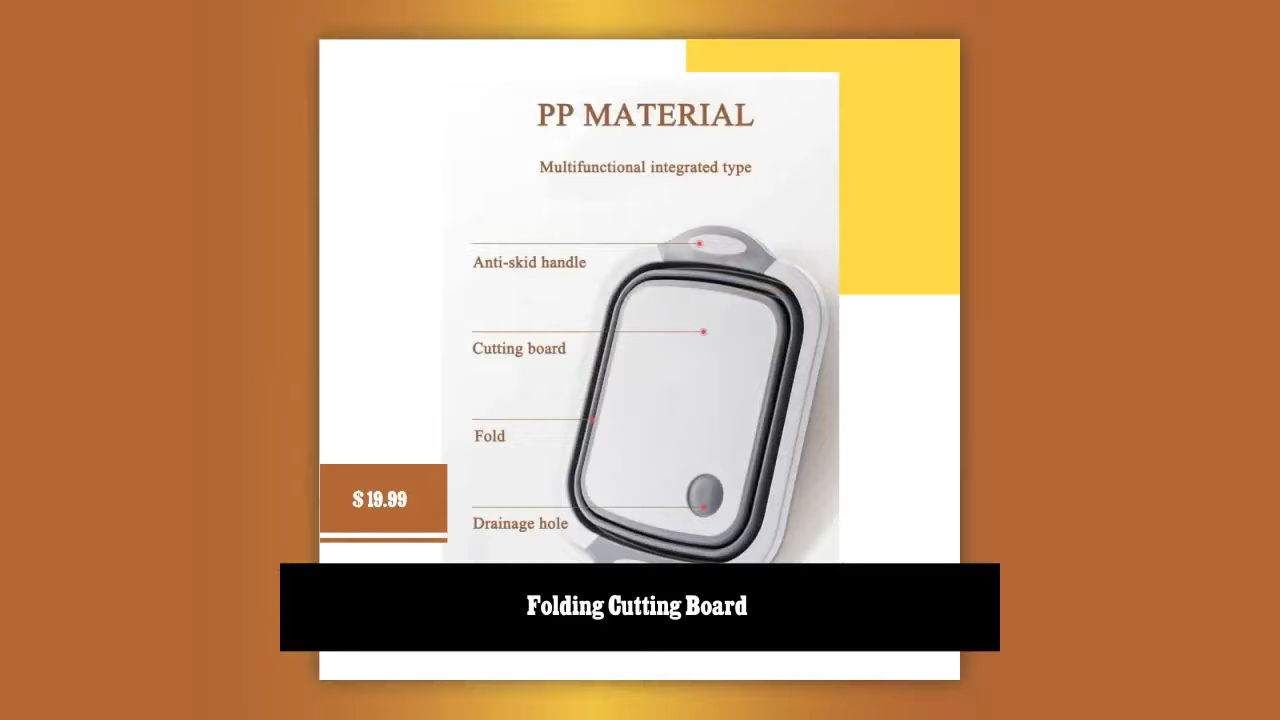 PP MATERIAL
Multifunctional integrated type
Anti-skid handle
Cutting board
Fold
$ 19.99
Drainage hole
Folding Cutting Board